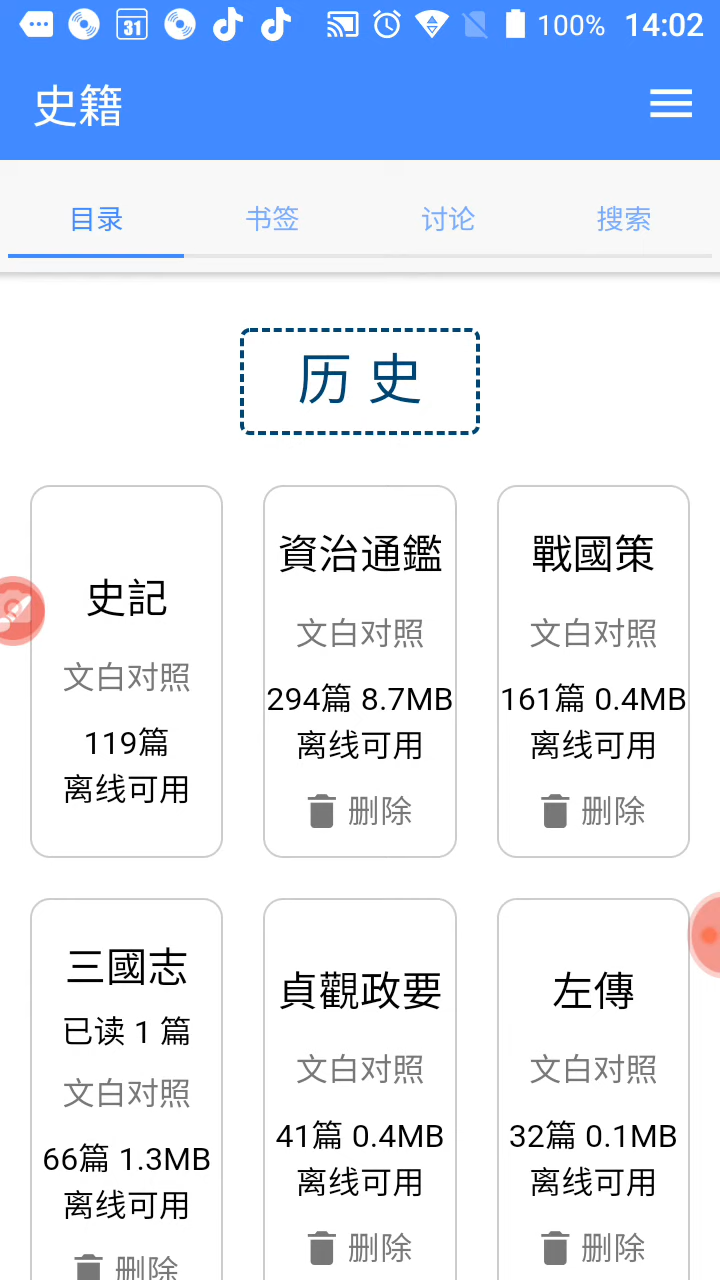 31 100% 14:02
史籍
目录 书签 讨论 搜索
历史
史記
文白对照
119篇
离线可用
資治通鑑
文白对照
294篇 8.7MB
离线可用
删除
戰國策
文白对照
161篇 0.4MB
离线可用
删除
三國志
已读 1 篇
文白对照
66篇 1.3MB
离线可用
删除
貞觀政要
文白对照
41篇 0.4MB
离线可用
删除
左傳
文白对照
32篇 0.1MB
离线可用
删除